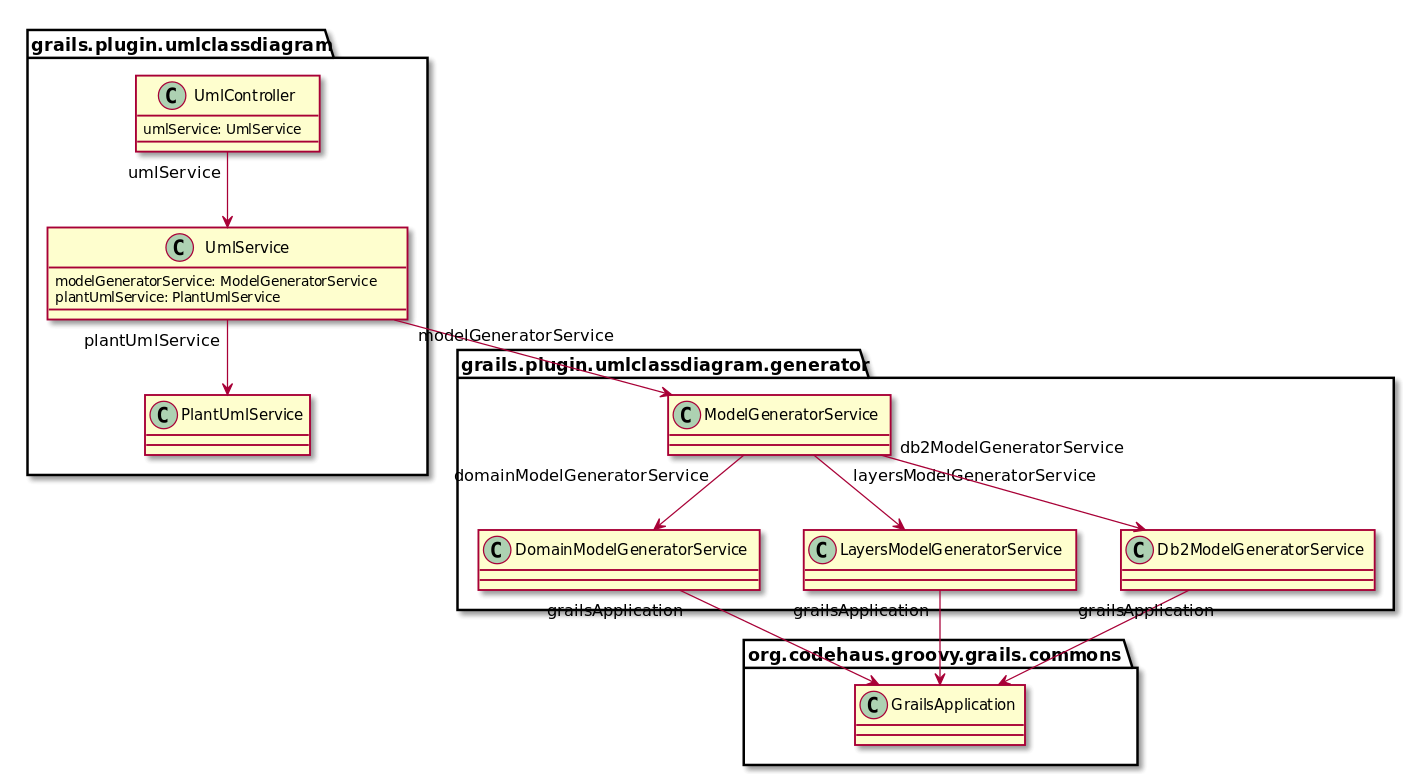 grails.plugin.umlclassdiagram
C UmlController
umlService: UmlService
umlService
C UmlService
modelGeneratorService: ModelGeneratorService
plantUmlService: PlantUmlService
plantUmlService
modelGeneratorService
C PlantUmlService
grails.plugin.umlclassdiagram.generator
C ModelGeneratorService
db2ModelGeneratorService
domainModelGeneratorService
layersModelGeneratorService
C DomainModelGeneratorService
C LayersModelGeneratorService
C Db2ModelGeneratorService
grailsApplication
grailsApplication
grailsApplication
org.codehaus.groovy.grails.commons
C GrailsApplication